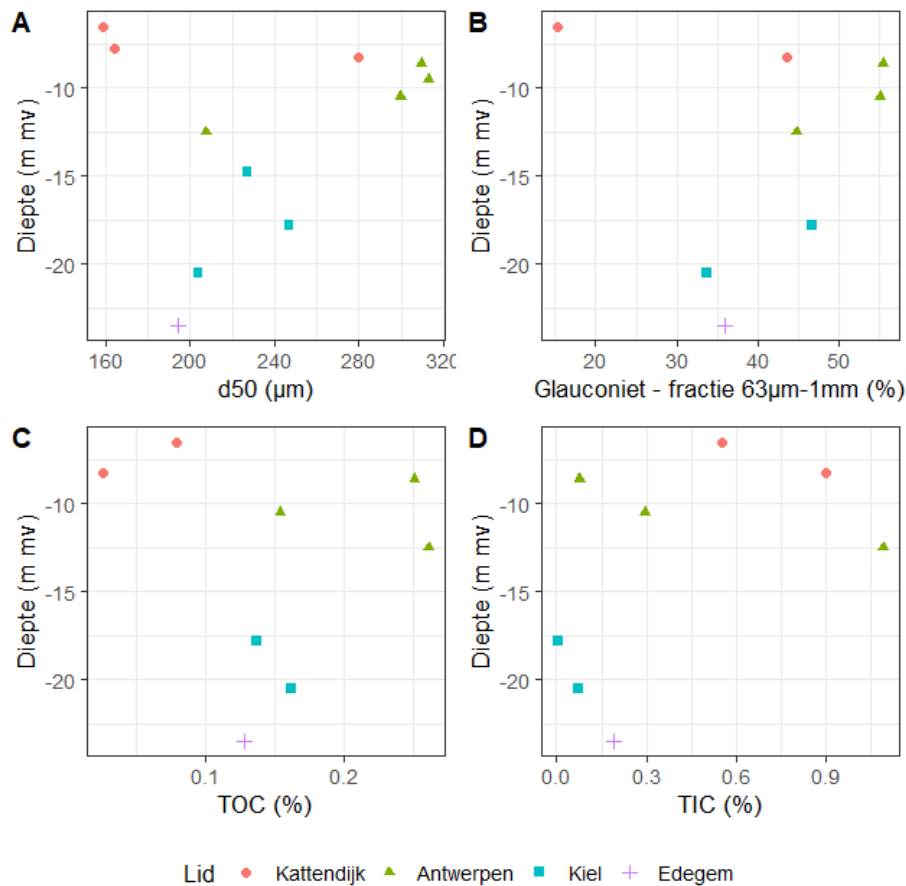 A
B
-10
-15
-20
Diepte (m mv)
160
200
240
280
320
d50 (µm)
-10
-15
-20
Diepte (m mv)
20
30
40
50
Glauconiet - fractie 63µm-1mm (%)
C
D
-10
-15
-20
Diepte (m mv)
0.1
0.2
TOC (%)
-10
-15
-20
Diepte (m mv)
0.0
0.3
0.6
0.9
TIC (%)
Lid Kattendijk Antwerpen Kiel Edegem